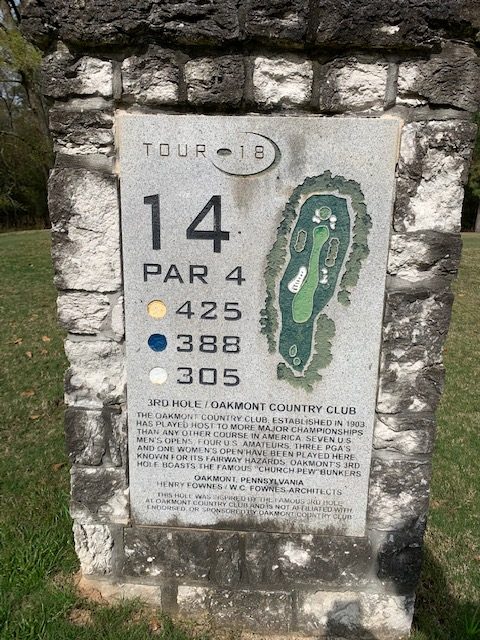 TOUR 18
14
PAR 4
425
388
305
3RD HOLE / OAKMONT COUNTRY CLUB
THE OAKMONT COUNTRY CLUB, ESTABLISHED IN 1903
HAS PLAYED HOST TO MORE MAJOR CHAMPIONSHIPS
THAN ANY OTHER COURSE IN AMERICA. SEVEN U.S.
MEN'S OPENS, FOUR U.S. AMATEURS, THREE PGA'S
AND ONE WOMEN'S OPEN HAVE BEEN PLAYED HERE.
KNOWN FOR ITS FAIRWAY HAZARDS, OAKMONT'S 3RD
HOLE BOASTS THE FAMOUS "CHURCH PEW" BUNKERS
OAKMONT, PENNSYLVANIA
HENRY FOWNES / W.C. FOWNES-ARCHITECTS
THIS HOLE WAS INSPIRED BY THE FAMOUS 3RD HOLE
AT OAKMONT COUNTRY CLUB AND IS NOT AFFILIATED WITH
ENDORSED, OR SPONSORED BY OAKMONT COUNTRY CLUB